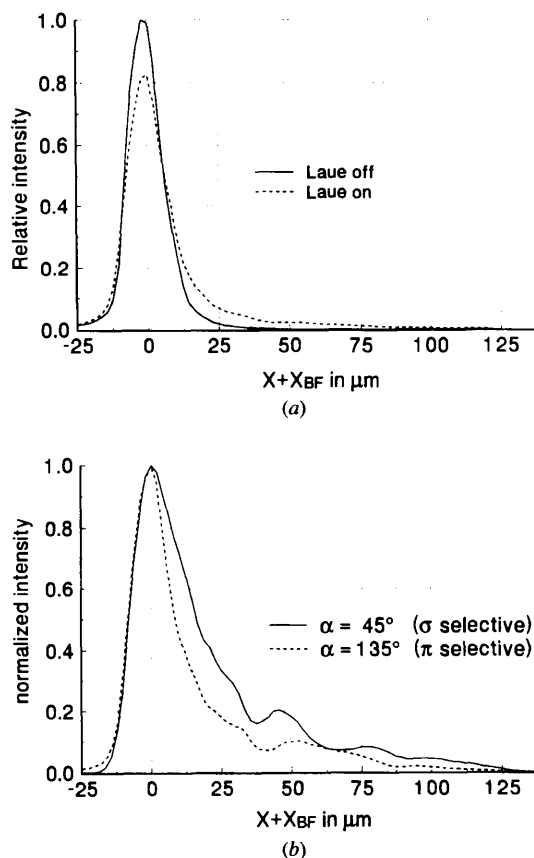 Relative intensity
1.0
0.8
0.6
0.4
0.2
0.0
Laue off
Laue on
-25 0 25 50 75 100 125
X+XBF in μm
(a)
normalized intensity
1.0
0.8
0.6
0.4
0.2
0.0
α = 45° (σ selective)
α = 135° (π selective)
-25 0 25 50 75 100 125
X+XBF in μm
(b)